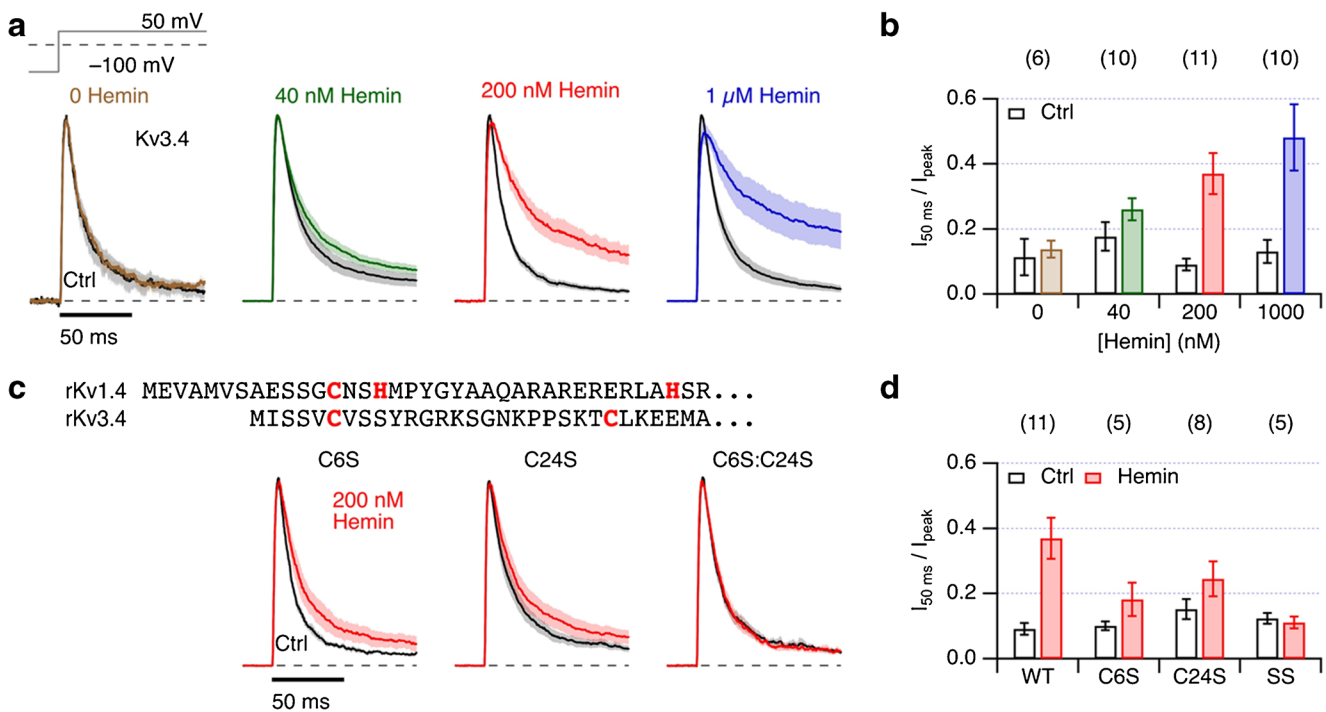 a
50 mV
–100 mV
0 Hemin
40 nM Hemin
200 nM Hemin
1 µM Hemin
Kv3.4
Ctrl
50 ms
b
(6) (10) (11) (10)
0.6
Ctrl
0.4
0.2
0.0
I50 ms / Ipeak
0 40 200 1000
[Hemin] (nM)
c
rKv1.4 MEVAMVSAESSGCNSHMPYGYAAQARARERERLAHSR...
rKv3.4 MISSVCVSSYRGRKSGNKPPSKTCLKEEMA...
C6S C24S C6S:C24S
200 nM
Hemin
Ctrl
50 ms
d
(11) (5) (8) (5)
0.6
Ctrl Hemin
0.4
0.2
0.0
I50 ms / Ipeak
WT C6S C24S SS